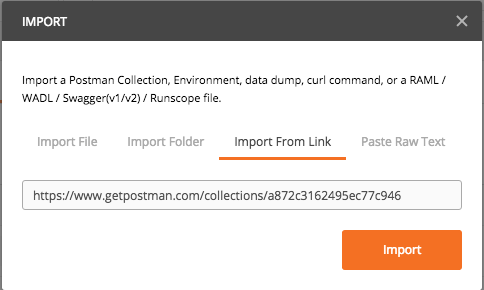 IMPORT
Import a Postman Collection, Environment, data dump, curl command, or a RAML /
WADL / Swagger(v1/v2) / Runscope file.
Import File Import Folder Import From Link Paste Raw Text
https://www.getpostman.com/collections/a872c3162495ec77c946
Import